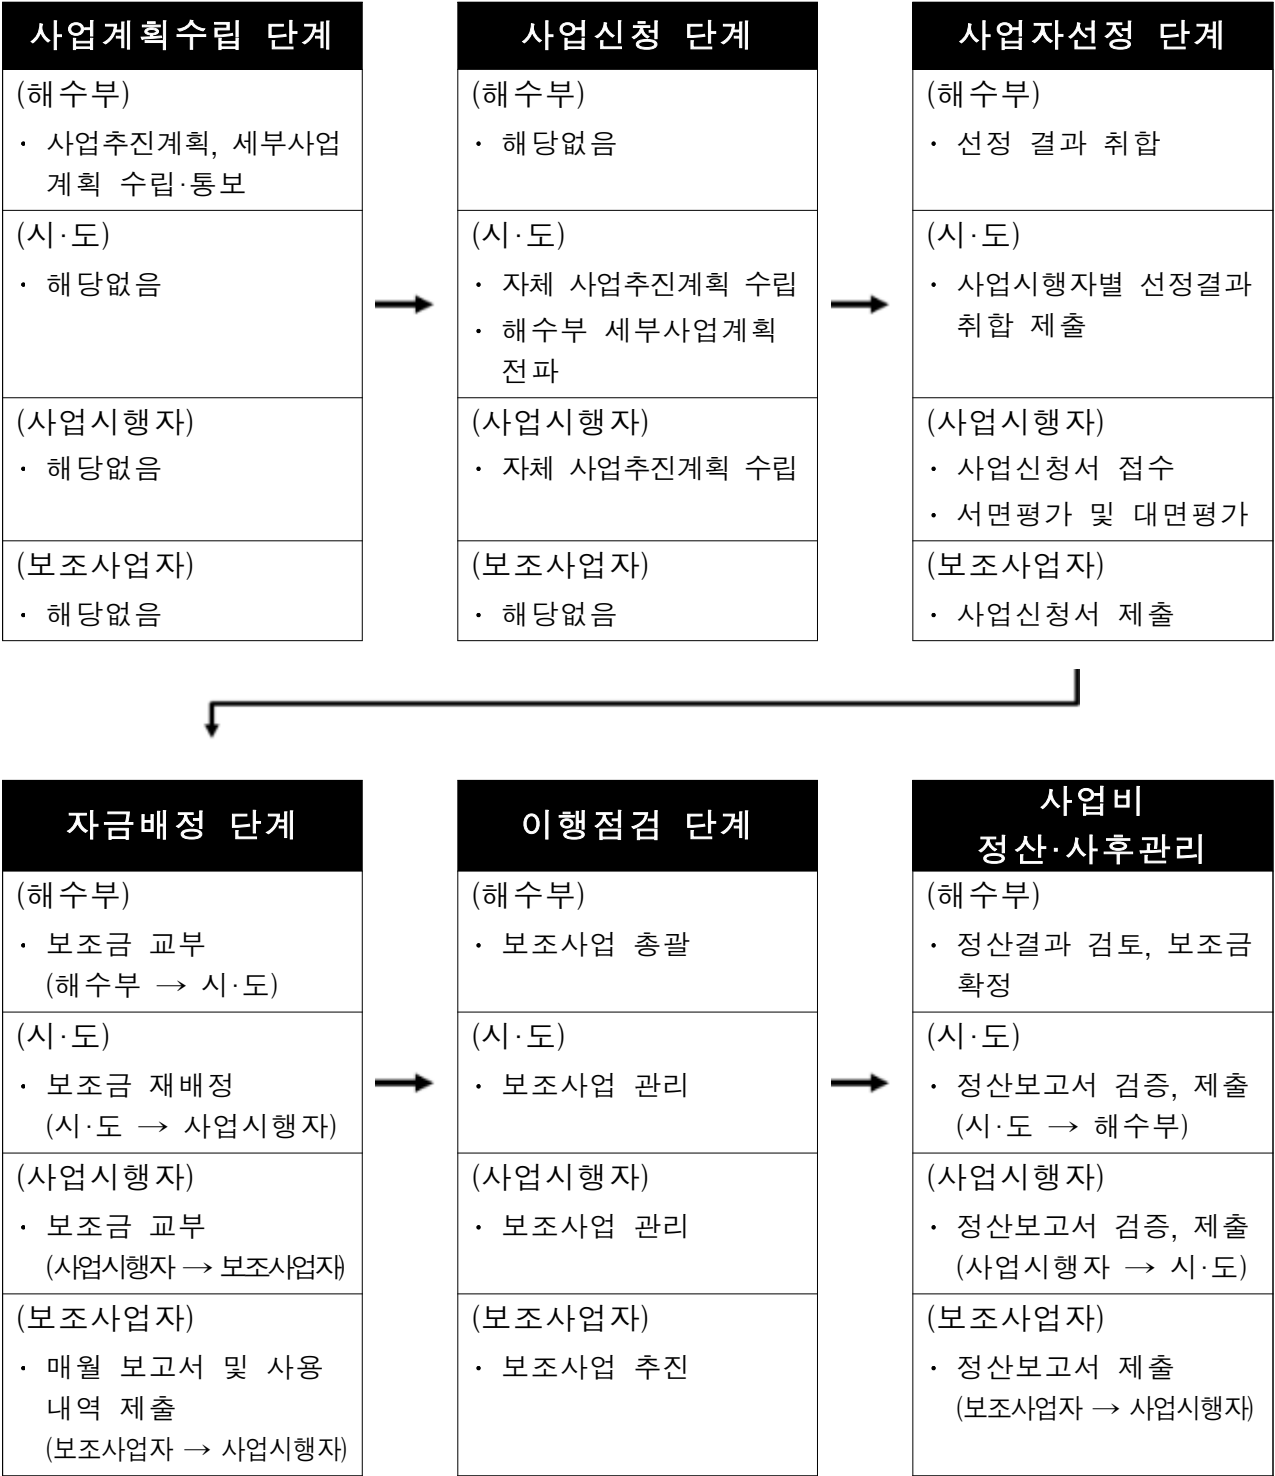 사업계획수립 단계
(해수부)
· 사업추진계획, 세부사업
계획 수립·통보
(시·도)
· 해당없음
(사업시행자)
· 해당없음
(보조사업자)
· 해당없음
사업신청 단계
(해수부)
· 해당없음
(시·도)
· 자체 사업추진계획 수립
· 해수부 세부사업계획
전파
(사업시행자)
· 자체 사업추진계획 수립
(보조사업자)
· 해당없음
사업자선정 단계
(해수부)
· 선정 결과 취합
(시·도)
· 사업시행자별 선정결과
취합 제출
(사업시행자)
· 사업신청서 접수
· 서면평가 및 대면평가
(보조사업자)
· 사업신청서 제출
자금배정 단계
(해수부)
· 보조금 교부
(해수부 → 시·도)
(시·도)
· 보조금 재배정
(시·도 → 사업시행자)
(사업시행자)
· 보조금 교부
(사업시행자 → 보조사업자)
(보조사업자)
· 매월 보고서 및 사용
내역 제출
(보조사업자 → 사업시행자)
이행점검 단계
(해수부)
· 보조사업 총괄
(시·도)
· 보조사업 관리
(사업시행자)
· 보조사업 관리
(보조사업자)
· 보조사업 추진
사업비
정산·사후관리
(해수부)
· 정산결과 검토, 보조금
확정
(시·도)
· 정산보고서 검증, 제출
(시·도 → 해수부)
(사업시행자)
· 정산보고서 검증, 제출
(사업시행자 → 시·도)
(보조사업자)
· 정산보고서 제출
(보조사업자 → 사업시행자)